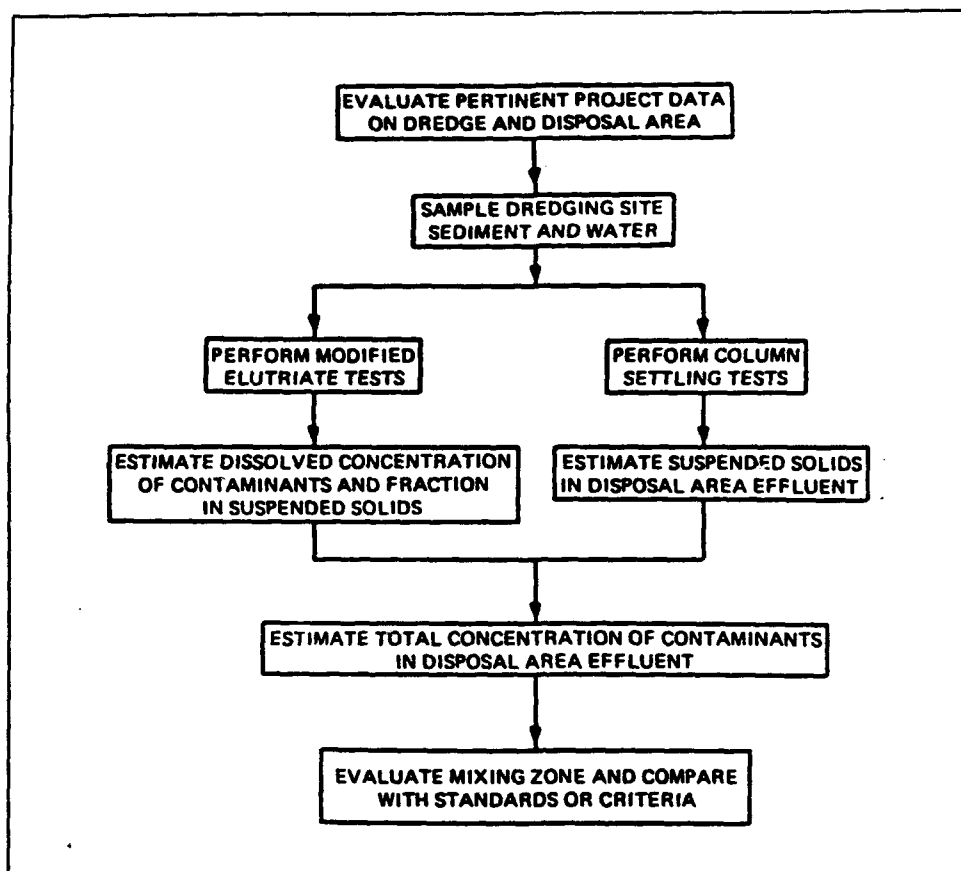 EVALUATE PERTINENT PROJECT DATA
ON DREDGE AND DISPOSAL AREA
SAMPLE DREDGING SITE
SEDIMENT AND WATER
PERFORM MODIFIED
ELUTRIATE TESTS
PERFORM COLUMN
SETTLING TESTS
ESTIMATE DISSOLVED CONCENTRATION
OF CONTAMINANTS AND FRACTION
IN SUSPENDED SOLIDS
ESTIMATE SUSPENDED SOLIDS
IN DISPOSAL AREA EFFLUENT
ESTIMATE TOTAL CONCENTRATION OF CONTAMINANTS
IN DISPOSAL AREA EFFLUENT
EVALUATE MIXING ZONE AND COMPARE
WITH STANDARDS OR CRITERIA